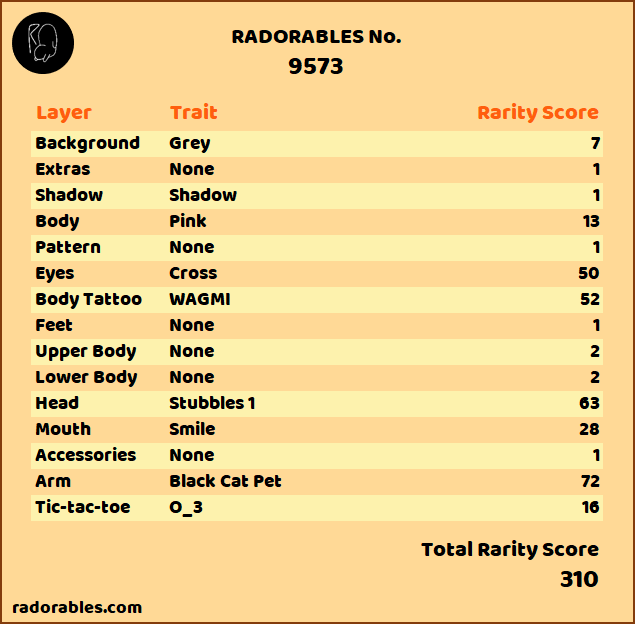 RADORABLES No.
9573
Layer Trait Rarity Score
Background Grey 7
Extras None 1
Shadow Shadow 1
Body Pink 13
Pattern None 1
Eyes Cross 50
Body Tattoo WAGMI 52
Feet None 1
Upper Body None 2
Lower Body None 2
Head Stubbles 1 63
Mouth Smile 28
Accessories None 1
Arm Black Cat Pet 72
Tic-tac-toe O_3 16
Total Rarity Score
310
radorables.com